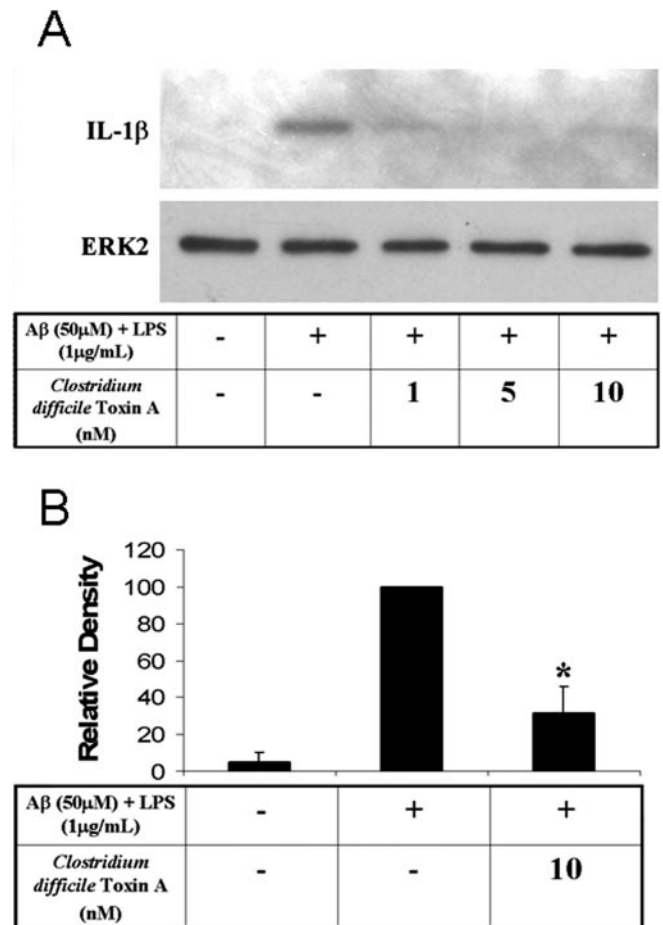 A
IL-1β
ERK2
Aβ (50μM) + LPS
(1μg/mL)
- + + + +
Clostridium
difficile Toxin A
(nM)
- - 1 5 10
B
Relative Density
120
100
80
60
40
20
0
*
Aβ (50μM) + LPS
(1μg/mL)
- + +
Clostridium
difficile Toxin A
(nM)
- - 10